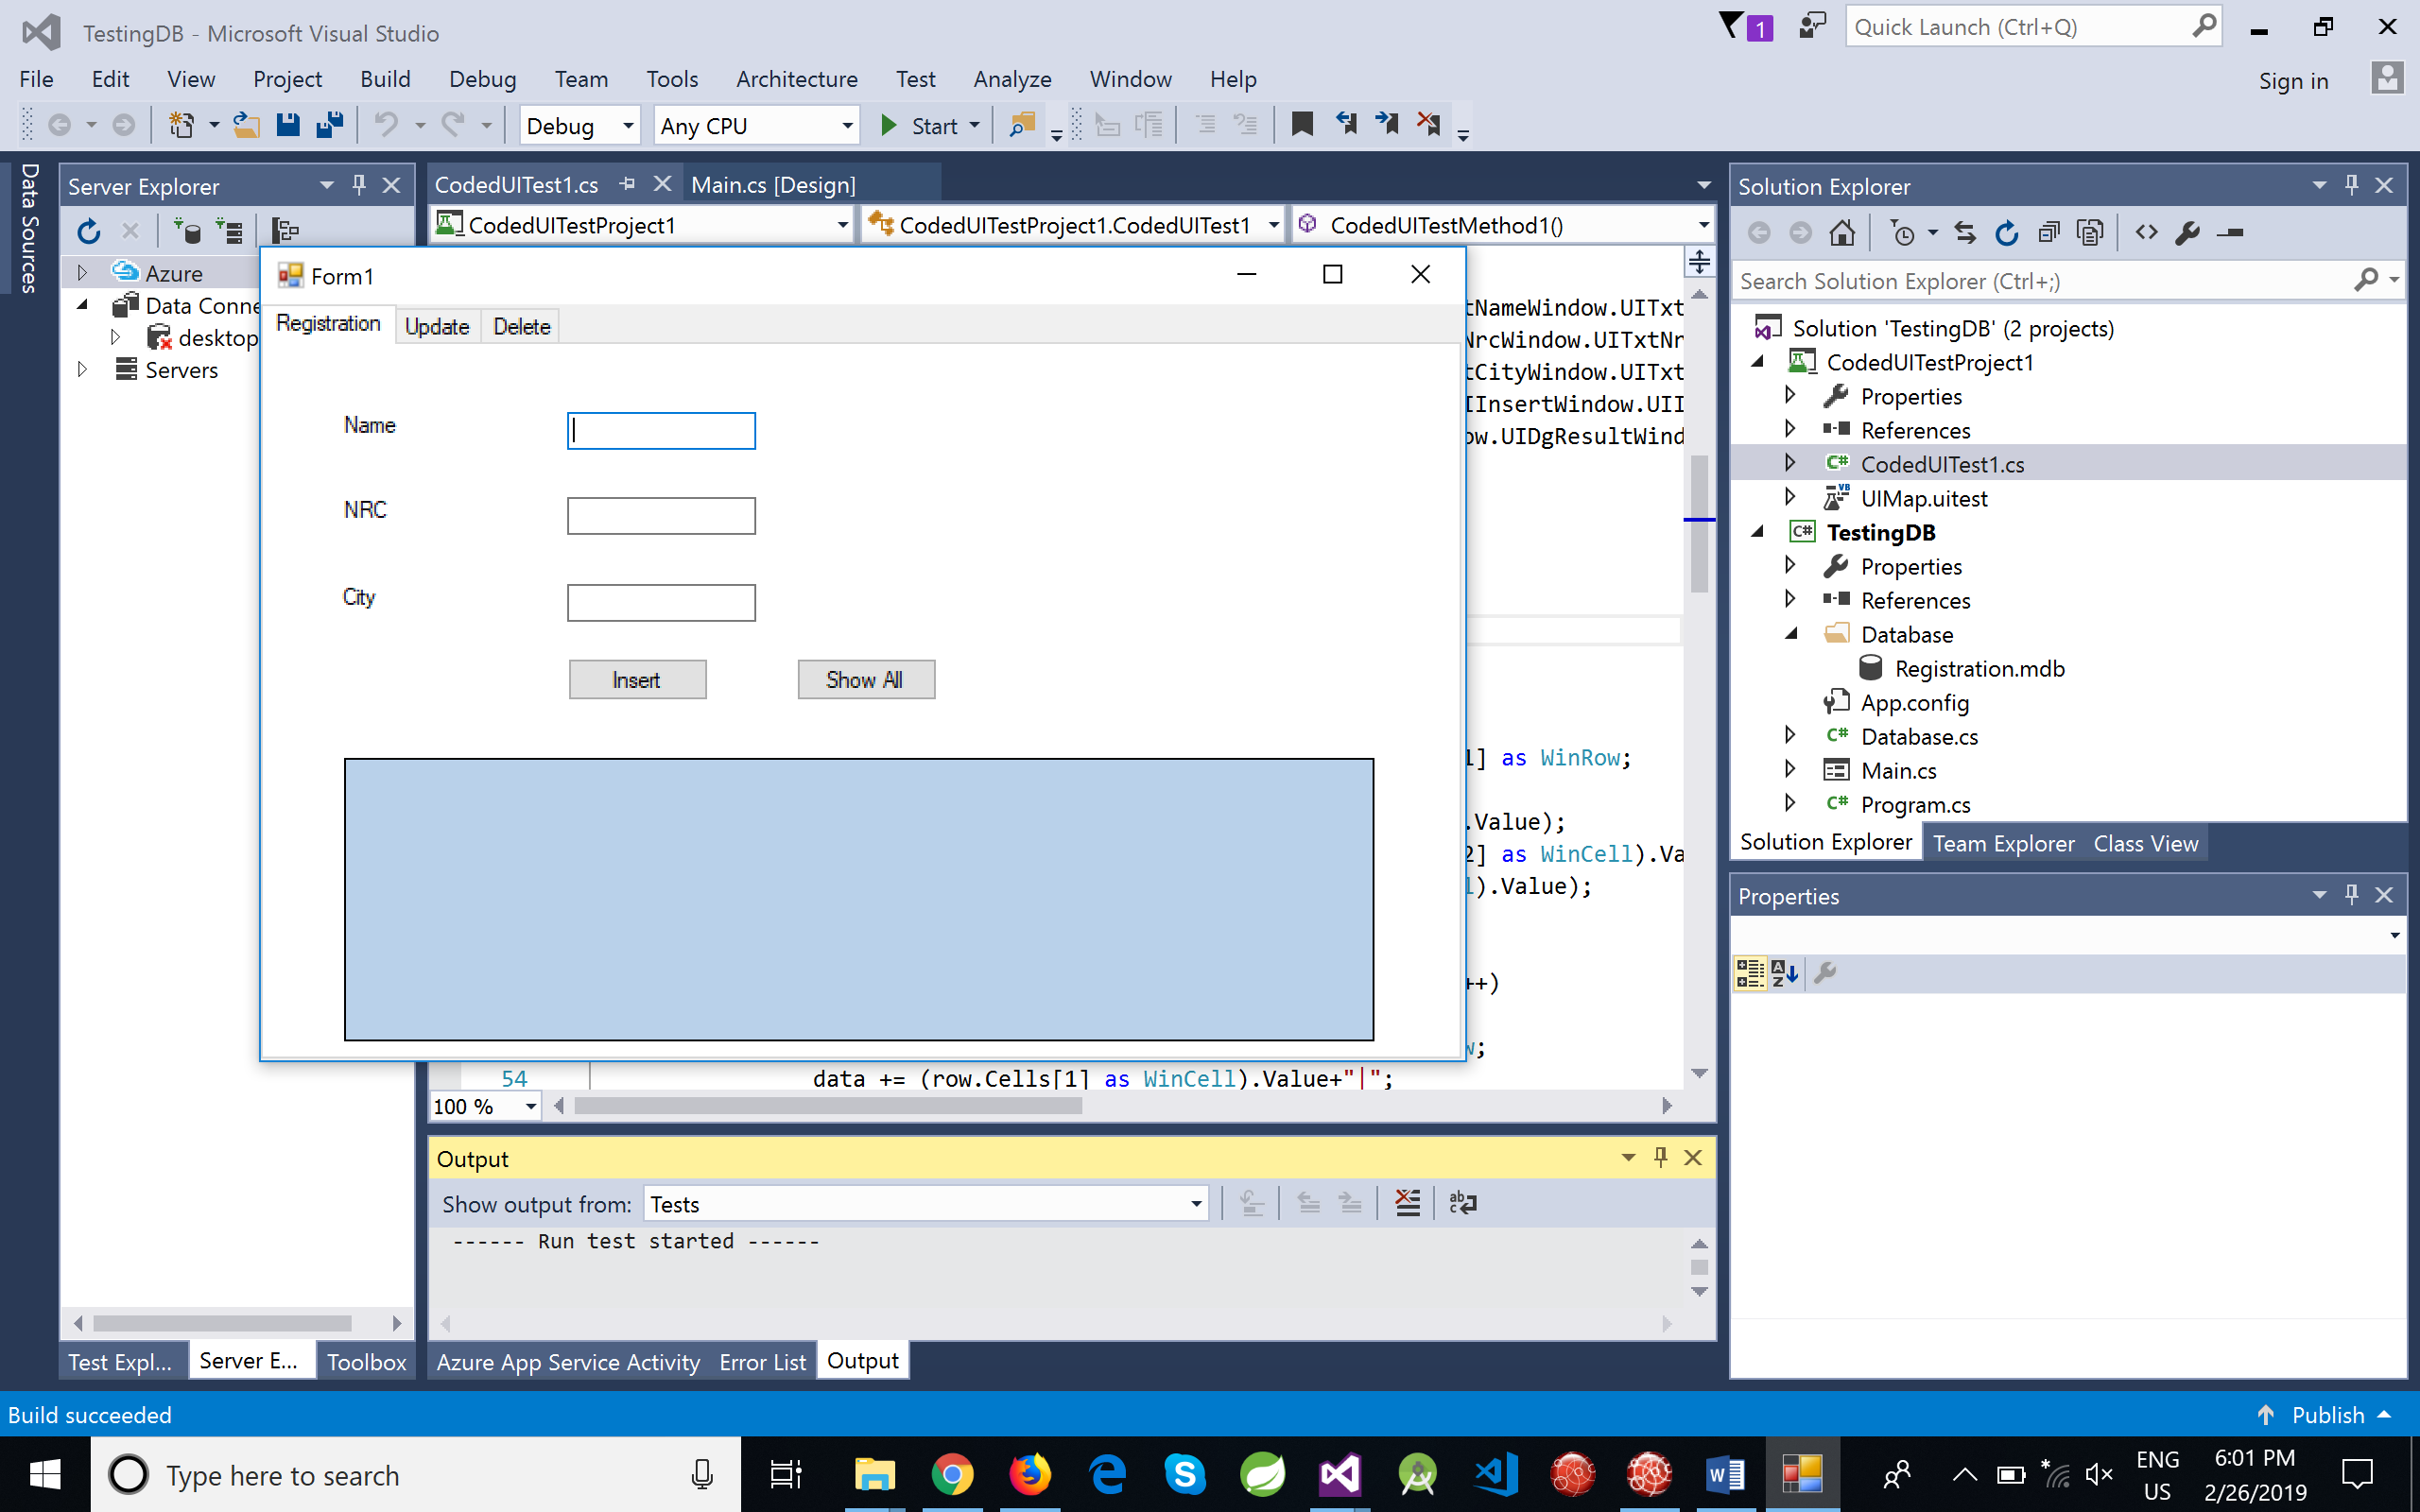 TestingDB - Microsoft Visual Studio
1
Quick Launch (Ctrl+Q)
File Edit View Project Build Debug Team Tools Architecture Test Analyze Window Help
Sign in
Debug Any CPU Start
Data Sources
Server Explorer
Azure
Data Conne
desktop
Servers
CodedUITest1.cs Main.cs [Design]
CodedUITestProject1 CodedUITestProject1.CodedUITest1 CodedUITestMethod1()
Form1
Registration Update Delete
Name
NRC
City
Insert Show All
tNameWindow.UITxt
NrcWindow.UITxtNr
tCityWindow.UITxt
IInsertWindow.UII
ow.UIDgResultWind
1] as WinRow;
.Value);
2] as WinCell).Va
l).Value);
++)
w;
54 data += (row.Cells[1] as WinCell).Value+"|";
100 %
Output
Show output from: Tests
------ Run test started ------
Test Expl... Server E... Toolbox
Azure App Service Activity Error List Output
Solution Explorer
Search Solution Explorer (Ctrl+;)
Solution 'TestingDB' (2 projects)
CodedUITestProject1
Properties
References
C# CodedUITest1.cs
VB UIMap.uitest
C# TestingDB
Properties
References
Database
Registration.mdb
App.config
C# Database.cs
Main.cs
C# Program.cs
Solution Explorer Team Explorer Class View
Properties
Build succeeded
Publish
Type here to search
ENG
US
6:01 PM
2/26/2019